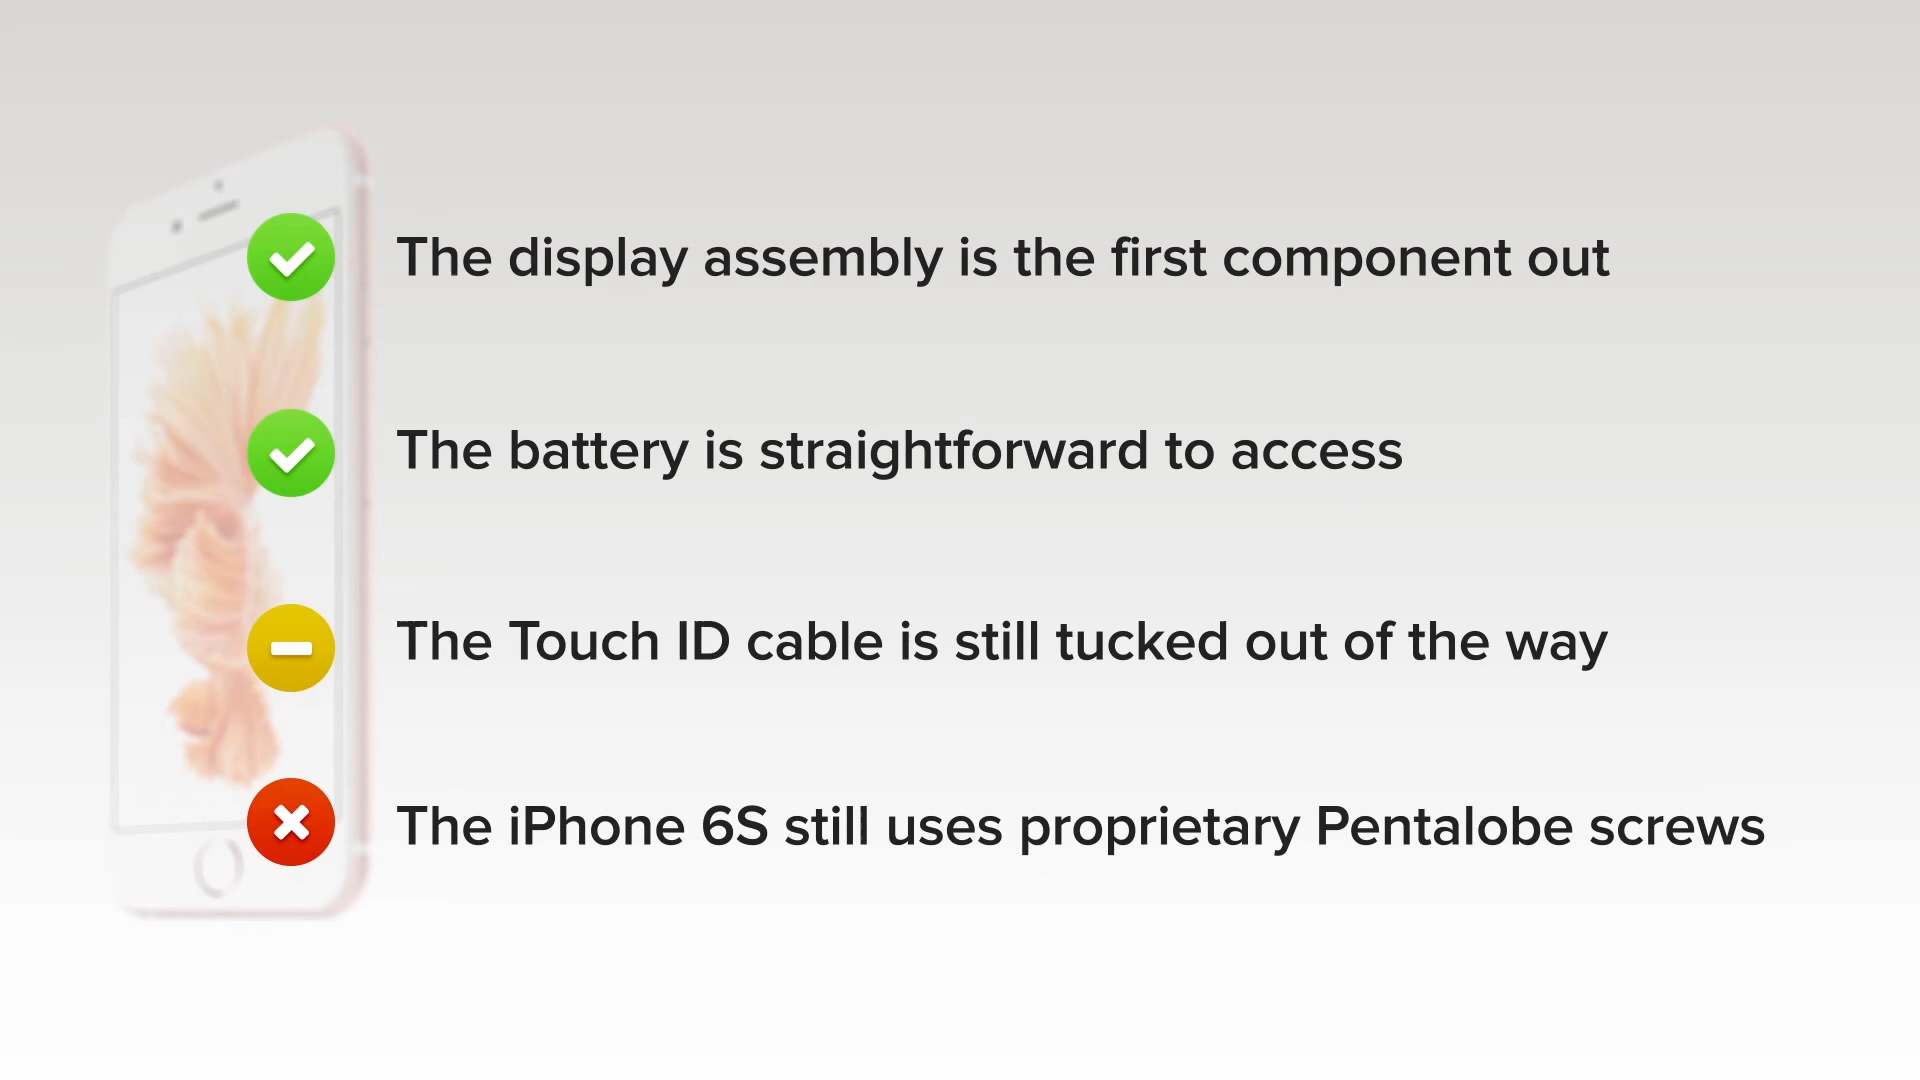 The display assembly is the first component out
The battery is straightforward to access
The Touch ID cable is still tucked out of the way
The iPhone 6S still uses proprietary Pentalobe screws